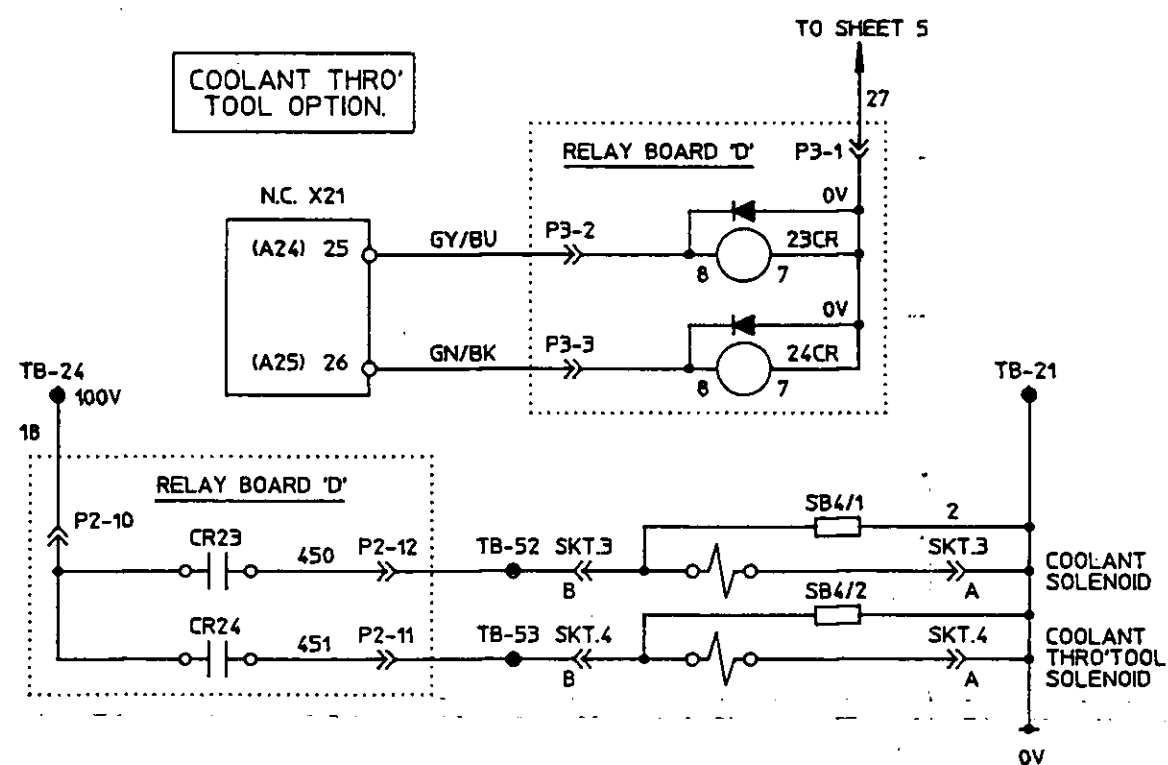 TO SHEET 5
COOLANT THRO'
TOOL OPTION.
27
RELAY BOARD 'D'
P3-1
N.C. X21
0V
(A24) 25
GY/BU
P3-2
23CR
8
7
0V
(A25) 26
GN/BK
P3-3
24CR
8
7
TB-24
100V
TB-21
18
RELAY BOARD 'D'
P2-10
SB4/1
2
CR23
450
P2-12
TB-52
SKT.3
SKT.3
COOLANT
SOLENOID
B
SB4/2
A
CR24
451
P2-11
TB-53
SKT.4
SKT.4
COOLANT
THRO'TOOL
SOLENOID
B
A
0V